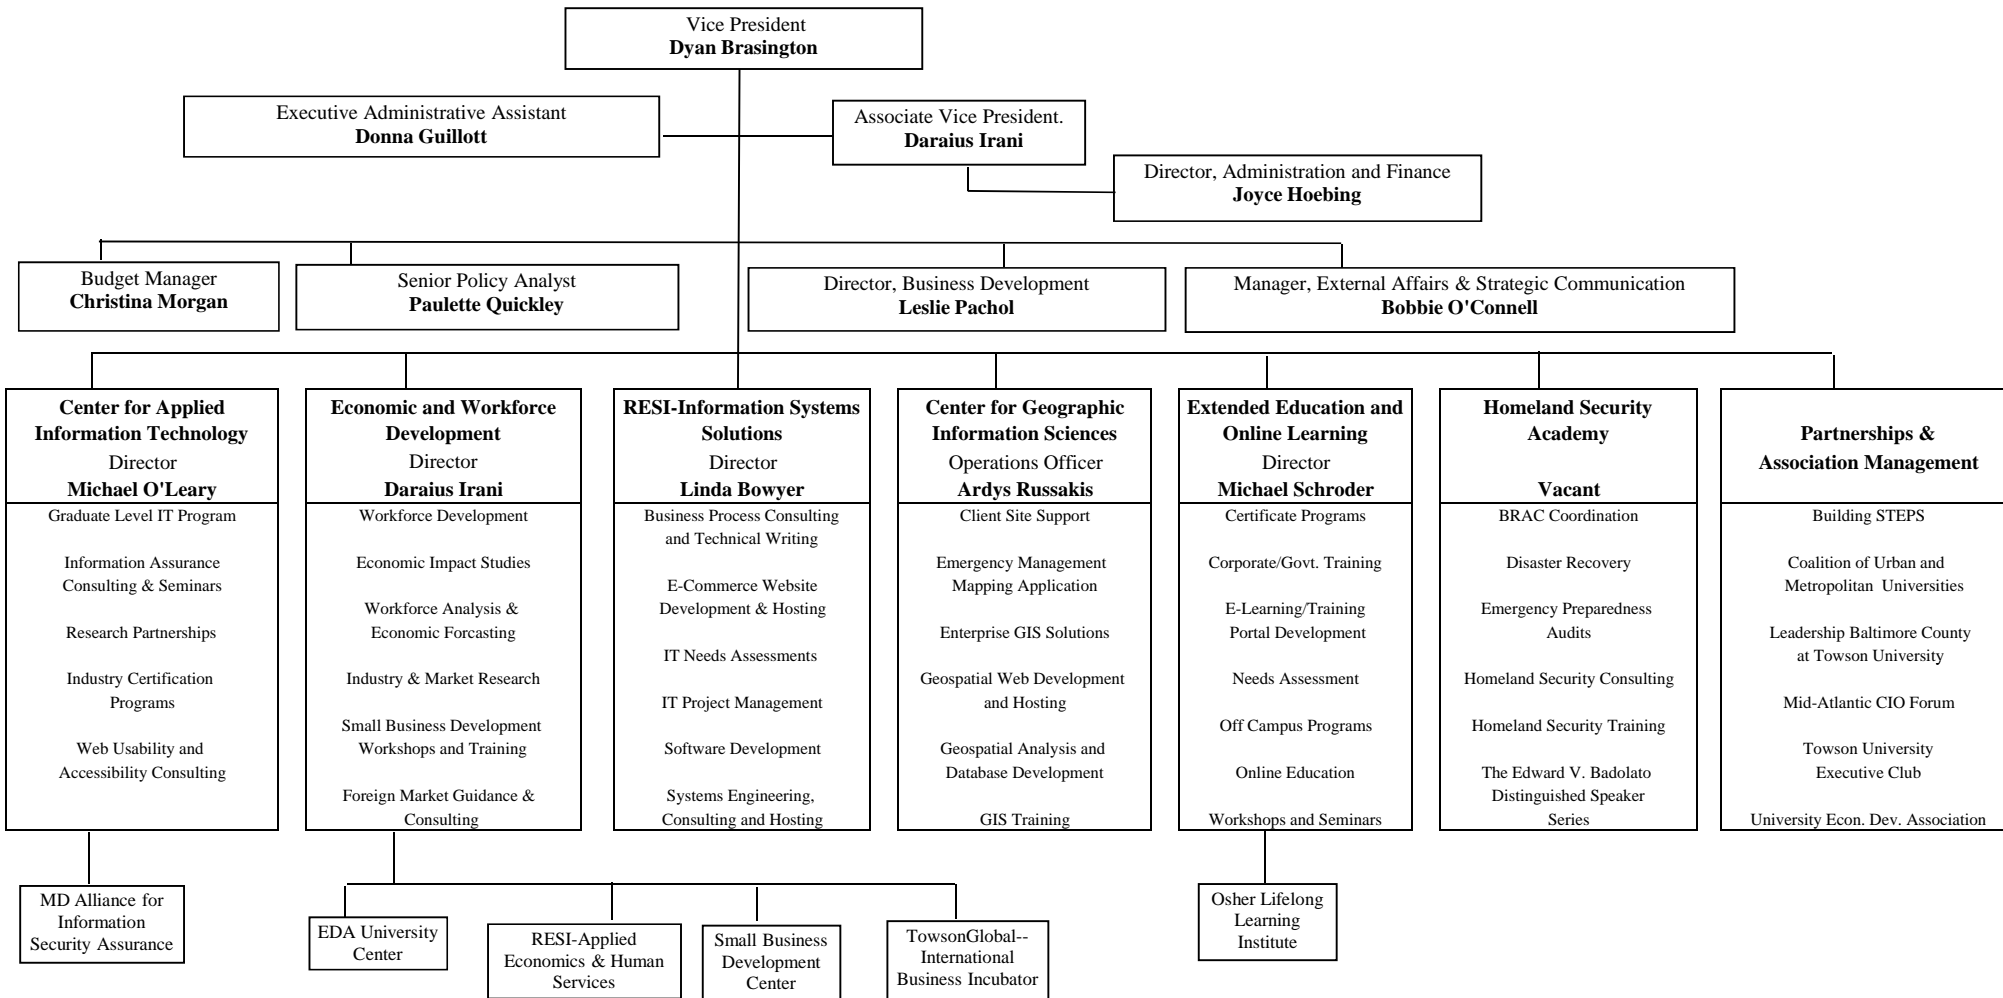 Vice President
Dyan Brasington
Executive Administrative Assistant
Donna Guillott
Associate Vice President.
Daraius Irani
Director, Administration and Finance
Joyce Hoebing
Budget Manager
Christina Morgan
Senior Policy Analyst
Paulette Quickley
Director, Business Development
Leslie Pachol
Manager, External Affairs & Strategic Communication
Bobbie O'Connell
Center for Applied
Information Technology
Director
Michael O'Leary
Graduate Level IT Program
Information Assurance
Consulting & Seminars
Research Partnerships
Industry Certification
Programs
Web Usability and
Accessibility Consulting
Economic and Workforce
Development
Director
Daraius Irani
Workforce Development
Economic Impact Studies
Workforce Analysis &
Economic Forcasting
Industry & Market Research
Small Business Development
Workshops and Training
Foreign Market Guidance &
Consulting
RESI-Information Systems
Solutions
Director
Linda Bowyer
Business Process Consulting
and Technical Writing
E-Commerce Website
Development & Hosting
IT Needs Assessments
IT Project Management
Software Development
Systems Engineering,
Consulting and Hosting
Center for Geographic
Information Sciences
Operations Officer
Ardys Russakis
Client Site Support
Emergency Management
Mapping Application
Enterprise GIS Solutions
Geospatial Web Development
and Hosting
Geospatial Analysis and
Database Development
GIS Training
Extended Education and
Online Learning
Director
Michael Schroder
Certificate Programs
Corporate/Govt. Training
E-Learning/Training
Portal Development
Needs Assessment
Off Campus Programs
Online Education
Workshops and Seminars
Homeland Security
Academy
Vacant
BRAC Coordination
Disaster Recovery
Emergency Preparedness
Audits
Homeland Security Consulting
Homeland Security Training
The Edward V. Badolato
Distinguished Speaker
Series
Partnerships &
Association Management
Building STEPS
Coalition of Urban and
Metropolitan Universities
Leadership Baltimore County
at Towson University
Mid-Atlantic CIO Forum
Towson University
Executive Club
University Econ. Dev. Association
MD Alliance for
Information
Security Assurance
EDA University
Center
RESI-Applied
Economics & Human
Services
Small Business
Development
Center
TowsonGlobal--
International
Business Incubator
Osher Lifelong
Learning
Institute